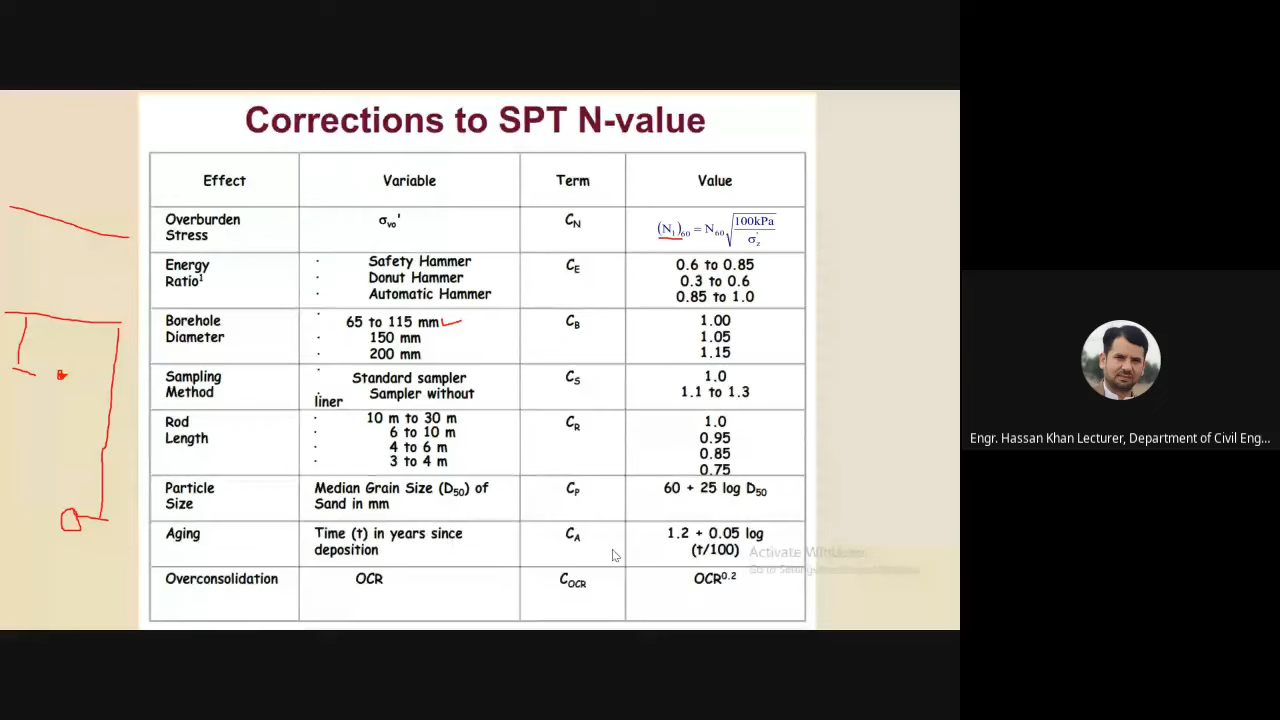 Corrections to SPT N-value
Effect Variable Term Value
Overburden Stress σvo' CN (N1)60 = N60 √(100kPa / σ'z)
Energy Ratio1 · Safety Hammer CE 0.6 to 0.85
· Donut Hammer 0.3 to 0.6
· Automatic Hammer 0.85 to 1.0
Borehole Diameter · 65 to 115 mm CB 1.00
· 150 mm 1.05
· 200 mm 1.15
Sampling Method · Standard sampler CS 1.0
· Sampler without liner 1.1 to 1.3
Rod Length · 10 m to 30 m CR 1.0
· 6 to 10 m 0.95
· 4 to 6 m 0.85
· 3 to 4 m 0.75
Particle Size Median Grain Size (D50) of Sand in mm CP 60 + 25 log D50
Aging Time (t) in years since deposition CA 1.2 + 0.05 log (t/100)
Overconsolidation OCR COCR OCR0.2
Activate Windows
Engr. Hassan Khan Lecturer, Department of Civil Eng...